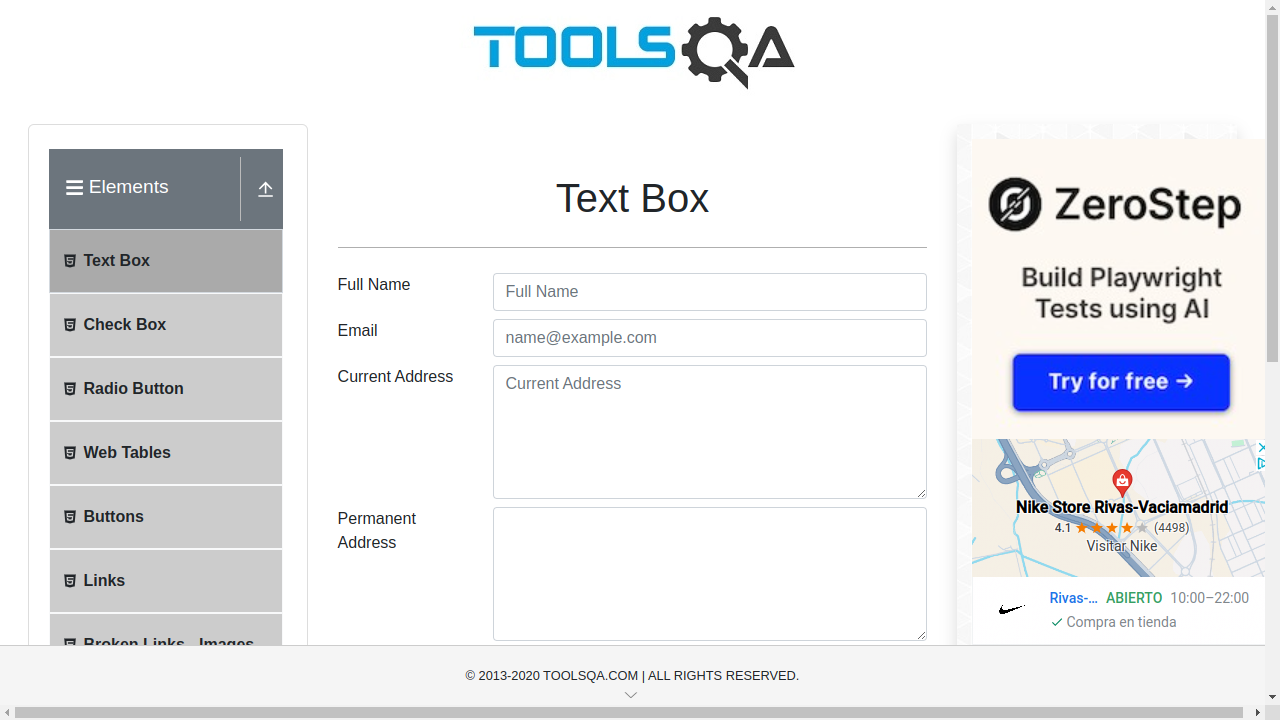 TOOLSQA
Elements
Text Box
Check Box
Radio Button
Web Tables
Buttons
Links
Broken Links - Images
Text Box
Full Name
Full Name
Email
name@example.com
Current Address
Current Address
Permanent
Address
ZeroStep
Build Playwright
Tests using AI
Try for free →
Nike Store Rivas-Vaciamadrid
4.1 ★★★★★ (4498)
Visitar Nike
Rivas-... ABIERTO 10:00–22:00
✓ Compra en tienda
© 2013-2020 TOOLSQA.COM | ALL RIGHTS RESERVED.